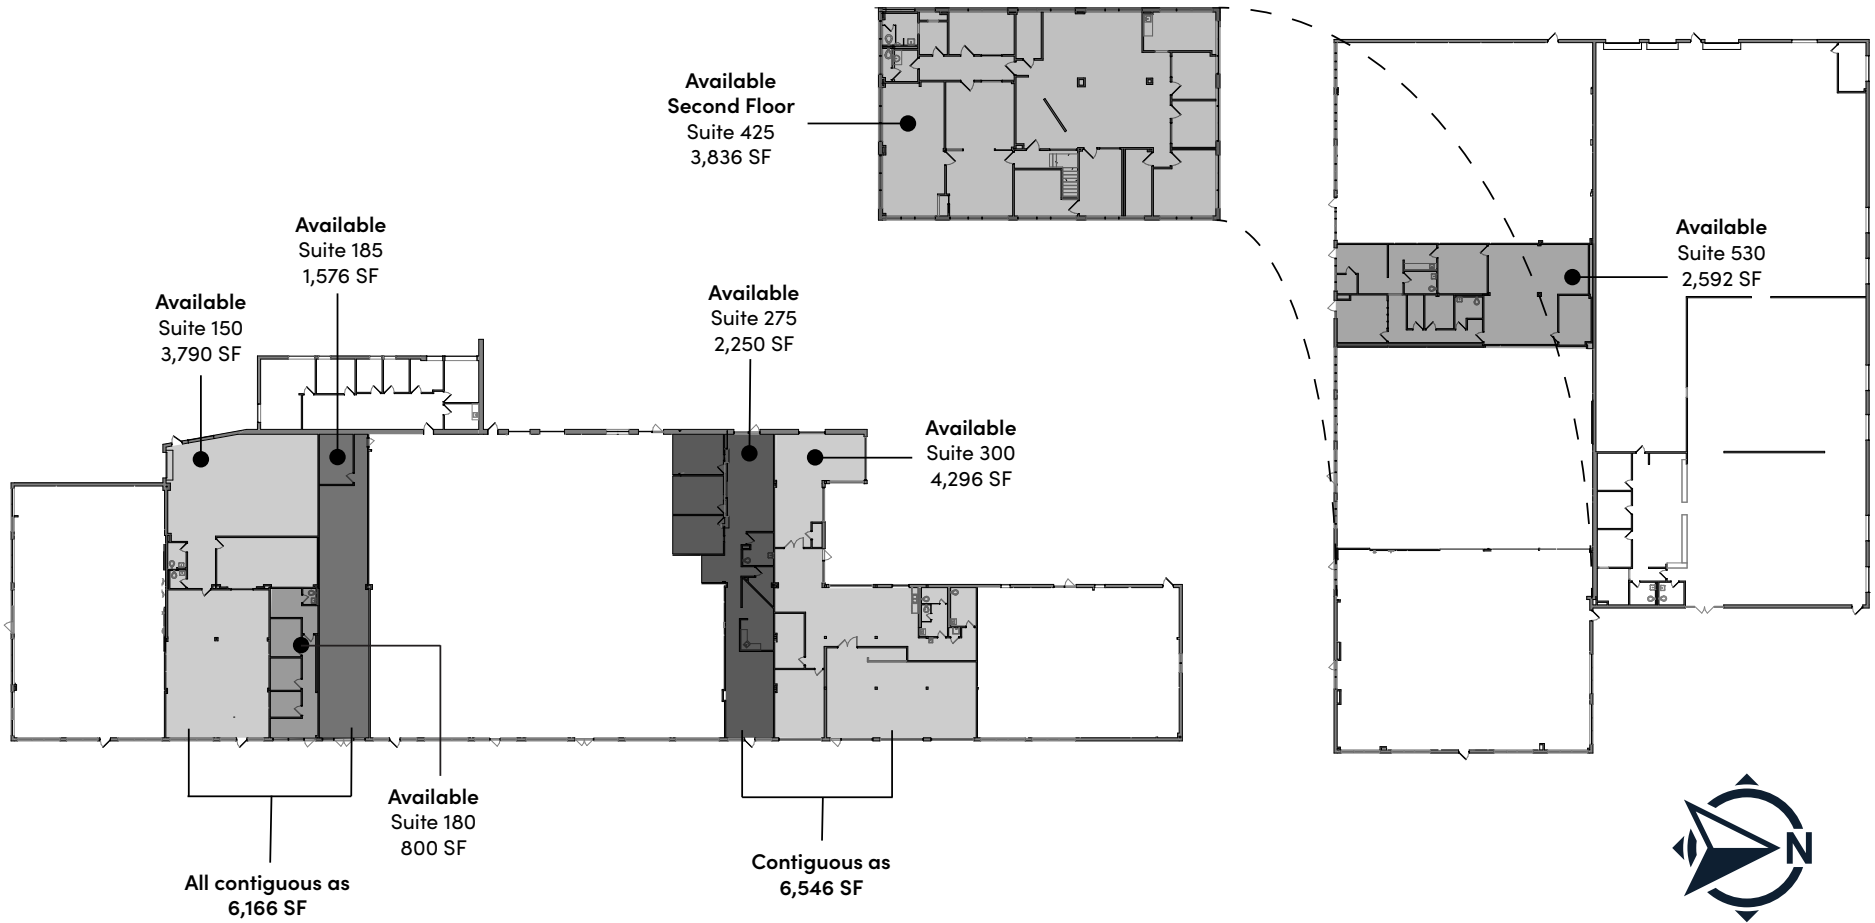 Available
Second Floor
Suite 425
3,836 SF
Available
Suite 185
1,576 SF
Available
Suite 530
2,592 SF
Available
Suite 150
3,790 SF
Available
Suite 275
2,250 SF
Available
Suite 300
4,296 SF
Available
Suite 180
800 SF
All contiguous as
6,166 SF
Contiguous as
6,546 SF
N